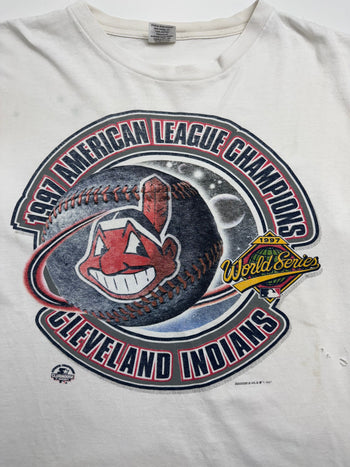 1997 AMERICAN LEAGUE CHAMPIONS
1997
World Series
CLEVELAND INDIANS